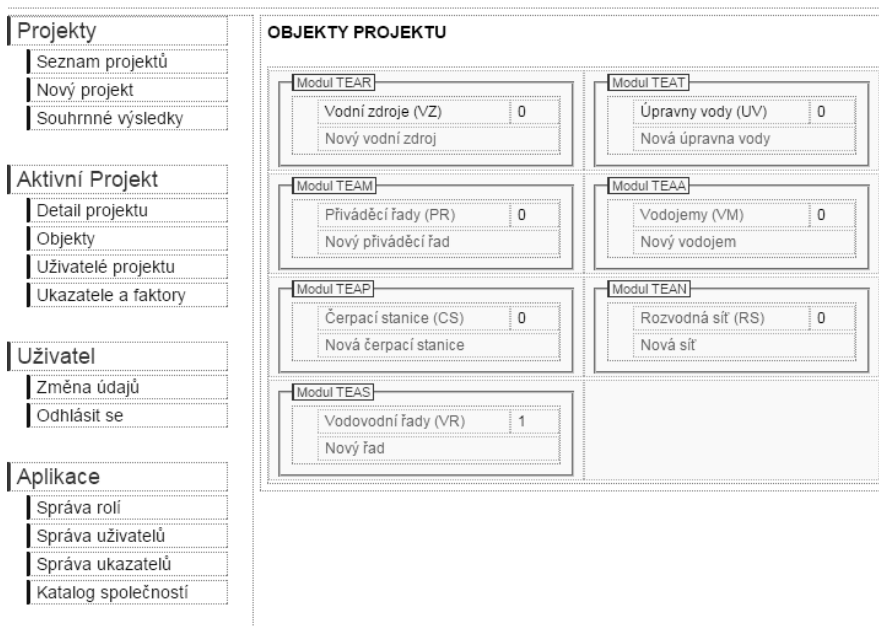 Projekty
Seznam projektů
Nový projekt
Souhrnné výsledky
Aktivní Projekt
Detail projektu
Objekty
Uživatelé projektu
Ukazatele a faktory
Uživatel
Změna údajů
Odhlásit se
Aplikace
Správa rolí
Správa uživatelů
Správa ukazatelů
Katalog společností
OBJEKTY PROJEKTU
Modul TEAR
Vodní zdroje (VZ) 0
Nový vodní zdroj
Modul TEAT
Úpravny vody (UV) 0
Nová úpravna vody
Modul TEAM
Přiváděcí řady (PR) 0
Nový přiváděcí řad
Modul TEAA
Vodojemy (VM) 0
Nový vodojem
Modul TEAP
Čerpací stanice (CS) 0
Nová čerpací stanice
Modul TEAN
Rozvodná síť (RS) 0
Nová síť
Modul TEAS
Vodovodní řady (VR) 1
Nový řad